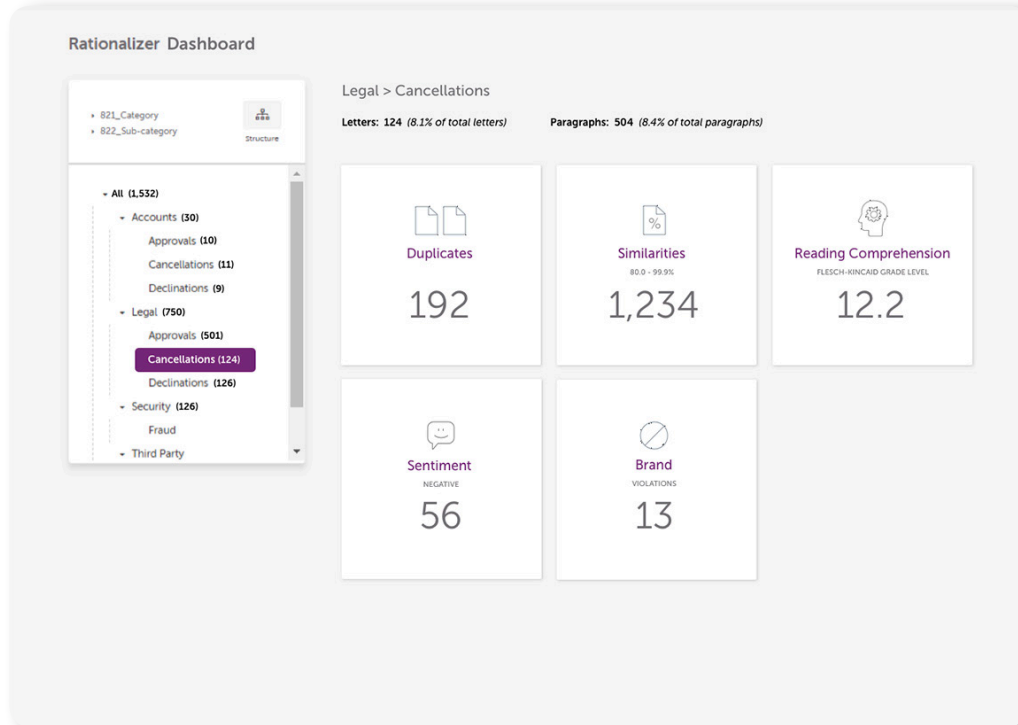 Rationalizer Dashboard
821_Category
822_Sub-category
Structure
All (1,532)
Accounts (30)
Approvals (10)
Cancellations (11)
Declinations (9)
Legal (750)
Approvals (501)
Cancellations (124)
Declinations (126)
Security (126)
Fraud
Third Party
Legal > Cancellations
Letters: 124 (8.1% of total letters)
Paragraphs: 504 (8.4% of total paragraphs)
Duplicates
192
%
Similarities
80.0 - 99.9%
1,234
Reading Comprehension
FLESCH-KINCAID GRADE LEVEL
12.2
Sentiment
NEGATIVE
56
Brand
VIOLATIONS
13